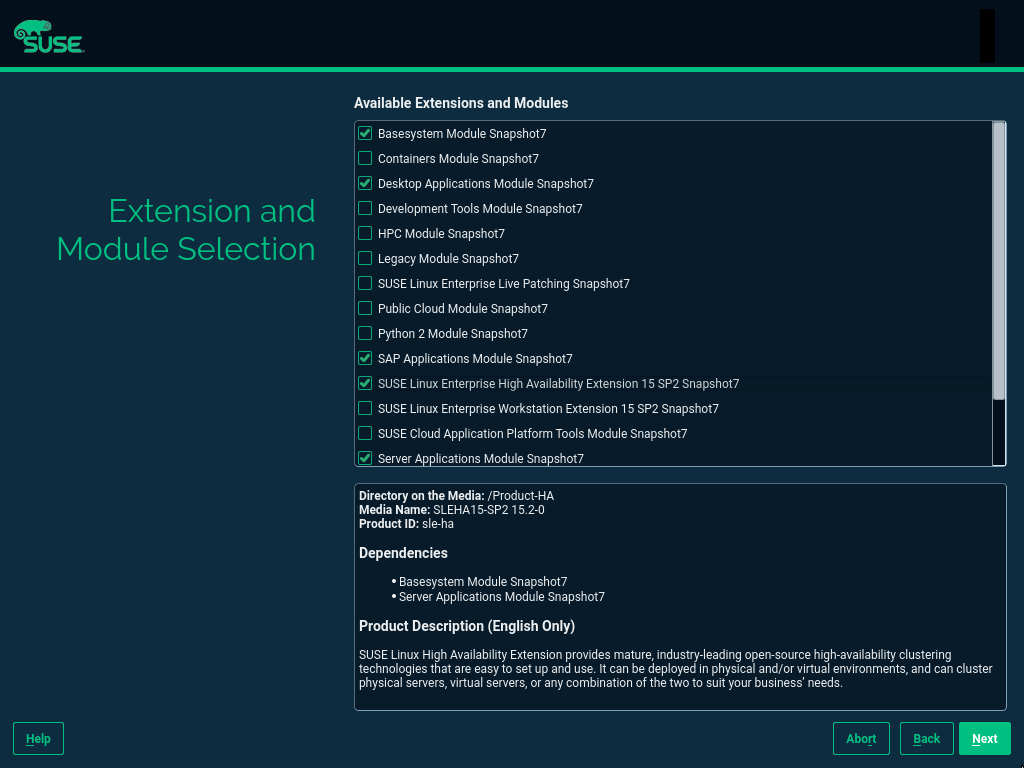 SUSE
Available Extensions and Modules
Extension and
Module Selection
Basesystem Module Snapshot7
Containers Module Snapshot7
Desktop Applications Module Snapshot7
Development Tools Module Snapshot7
HPC Module Snapshot7
Legacy Module Snapshot7
SUSE Linux Enterprise Live Patching Snapshot7
Public Cloud Module Snapshot7
Python 2 Module Snapshot7
SAP Applications Module Snapshot7
SUSE Linux Enterprise High Availability Extension 15 SP2 Snapshot7
SUSE Linux Enterprise Workstation Extension 15 SP2 Snapshot7
SUSE Cloud Application Platform Tools Module Snapshot7
Server Applications Module Snapshot7
Directory on the Media: /Product-HA
Media Name: SLEHA15-SP2 15.2-0
Product ID: sle-ha
Dependencies
• Basesystem Module Snapshot7
• Server Applications Module Snapshot7
Product Description (English Only)
SUSE Linux High Availability Extension provides mature, industry-leading open-source high-availability clustering
technologies that are easy to set up and use. It can be deployed in physical and/or virtual environments, and can cluster
physical servers, virtual servers, or any combination of the two to suit your business' needs.
Help
Abort
Back
Next